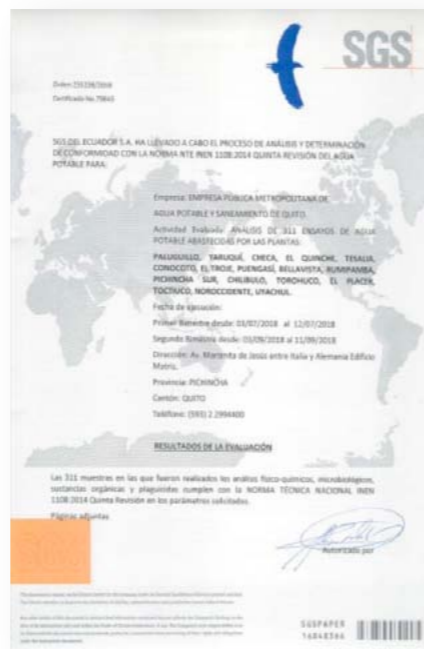 SGS
Certificado No.79843
SGS DEL ECUADOR S.A. HA LLEVADO A CABO EL PROCESO DE ANÁLISIS Y DETERMINACIÓN
DE CONFORMIDAD CON LA NORMA NTE INEN 1108:2014 QUINTA REVISIÓN DEL AGUA
POTABLE PARA:
Empresa: EMPRESA PÚBLICA METROPOLITANA DE
AGUA POTABLE Y SANEAMIENTO DE QUITO.
Actividad Evaluada: ANÁLISIS DE 311 ENSAYOS DE AGUA
POTABLE ABASTECIDAS POR LAS PLANTAS:
PALUGUILLO, YARUQUÍ, CHECA, EL QUINCHE, TESALIA,
CONOCOTO, EL TROJE, PUENGASÍ, BELLAVISTA, RUMIPAMBA,
PICHINCHA SUR, CHILIBULO, TOROHUCO, EL PLACER,
TOCTIUCO, NOROCCIDENTE, UYACHUL.
Fecha de ejecución:
Primer Bimestre desde: 03/07/2018 al 12/07/2018
Segundo Bimestre desde: 03/09/2018 al 11/09/2018
Dirección: Av. Marianita de Jesús entre Italia y Alemania Edificio
Matriz.
Provincia: PICHINCHA
Cantón: QUITO
Teléfono: (593) 2 2994400
RESULTADOS DE LA EVALUACIÓN
Las 311 muestras en las que fueron realizados los análisis físico-químicos, microbiológicos,
sustancias orgánicas y plaguicidas cumplen con la NORMA TÉCNICA NACIONAL INEN
1108:2014 Quinta Revisión en los parámetros solicitados.
Páginas adjuntas
Autorizado por
SGSPAPER
16848364